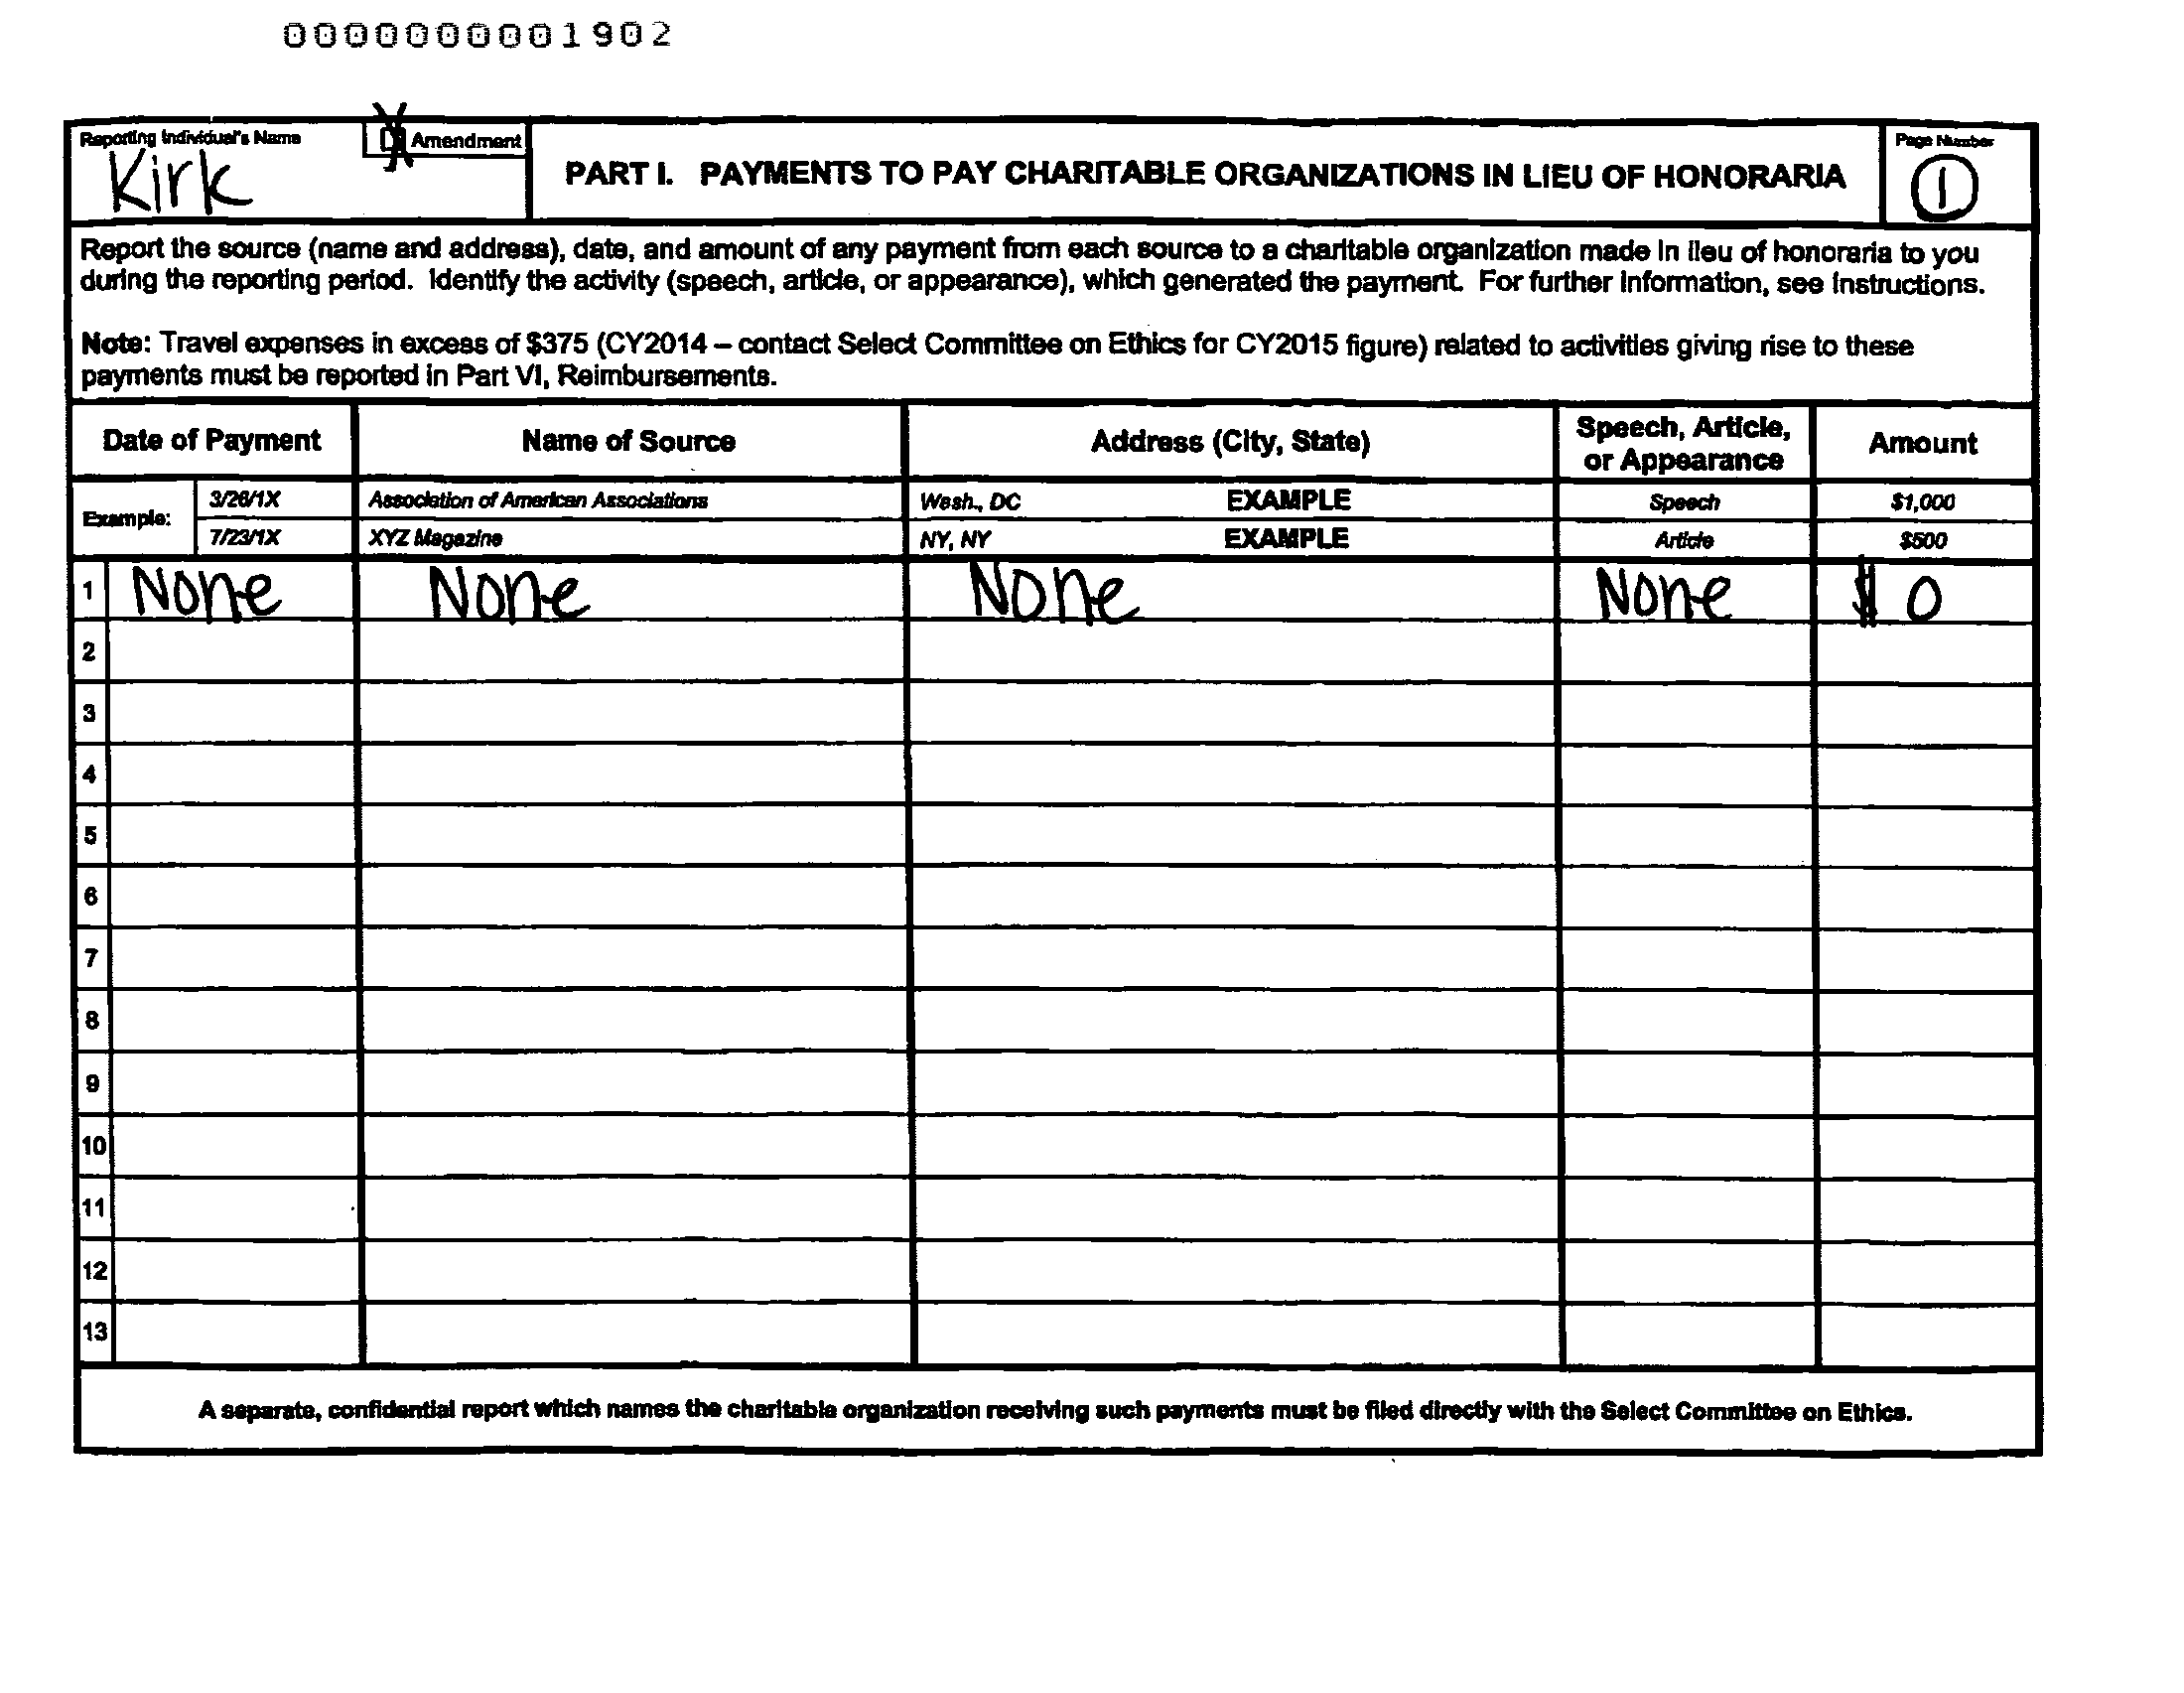 0000000001902
Reporting Individual's Name
Kirk
Amendment
PART I. PAYMENTS TO PAY CHARITABLE ORGANIZATIONS IN LIEU OF HONORARIA
Page Number
1
Report the source (name and address), date, and amount of any payment from each source to a charitable organization made in lieu of honoraria to you
during the reporting period. Identify the activity (speech, article, or appearance), which generated the payment. For further information, see Instructions.
Note: Travel expenses in excess of $375 (CY2014 – contact Select Committee on Ethics for CY2015 figure) related to activities giving rise to these
payments must be reported in Part VI, Reimbursements.
Date of Payment Name of Source Address (City, State) Speech, Article, or Appearance Amount
Example: 3/26/1X Association of American Associations Wash., DC EXAMPLE Speech $1,000
7/23/1X XYZ Magazine NY, NY EXAMPLE Article $500
1 None None None None $ 0
2
3
4
5
6
7
8
9
10
11
12
13
A separate, confidential report which names the charitable organization receiving such payments must be filed directly with the Select Committee on Ethics.